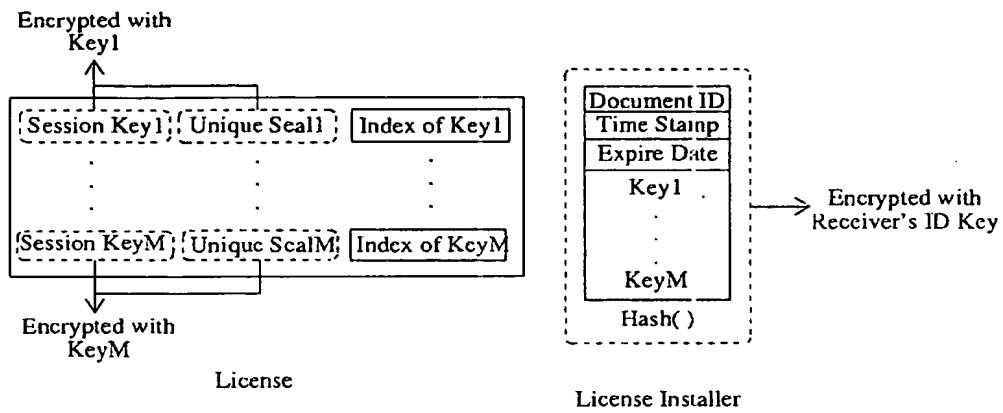 Encrypted with
Key1
Session Key1 Unique Seal1 Index of Key1
. . .
. . .
. . .
Session KeyM Unique SealM Index of KeyM
Encrypted with
KeyM
License
Document ID
Time Stamp
Expire Date
Key1
.
.
.
KeyM
Hash( )
Encrypted with
Receiver's ID Key
License Installer